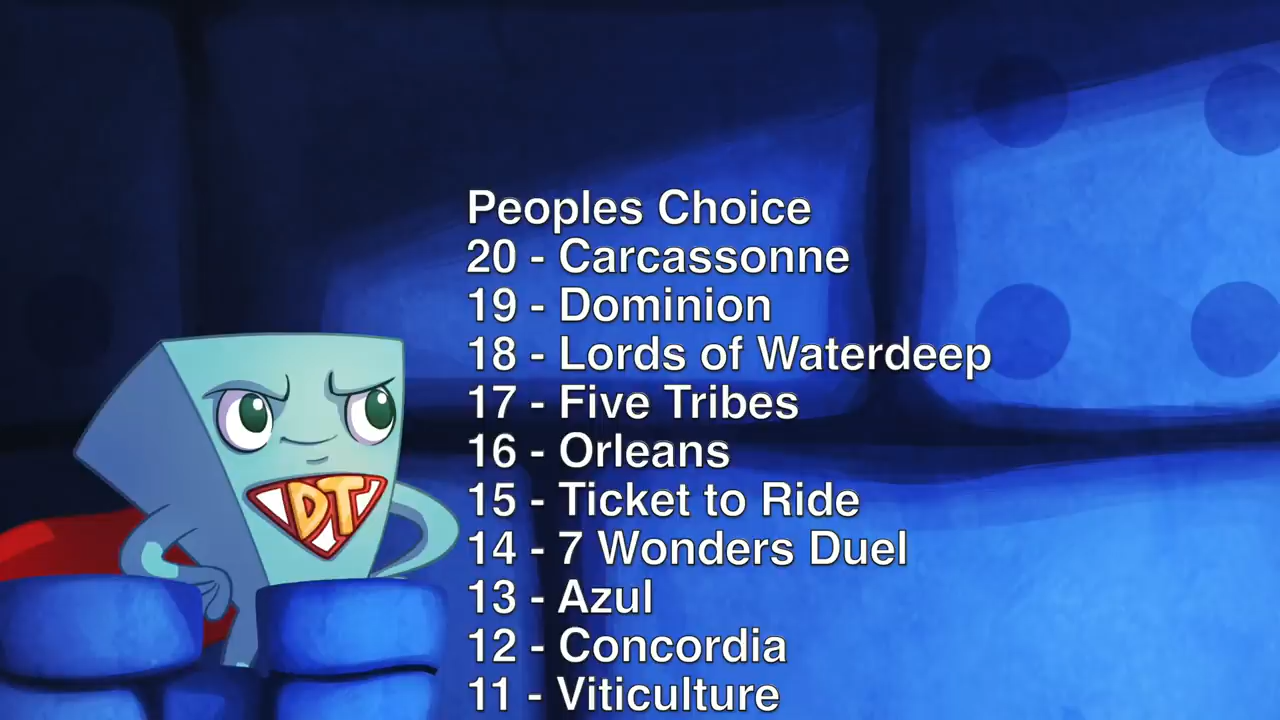 Peoples Choice
20 - Carcassonne
19 - Dominion
18 - Lords of Waterdeep
17 - Five Tribes
16 - Orleans
15 - Ticket to Ride
14 - 7 Wonders Duel
13 - Azul
12 - Concordia
11 - Viticulture
DT